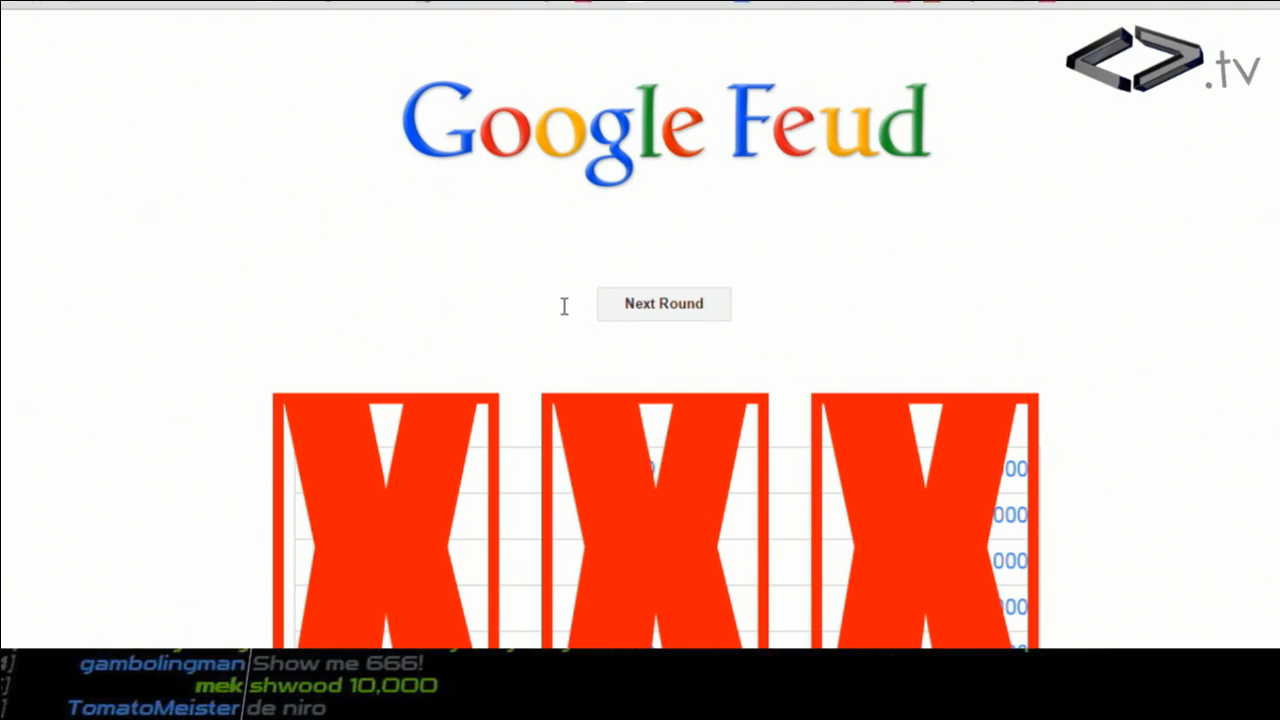 .tv
Google Feud
Next Round
X X X
000
000
000
000
gambolingman Show me 666!
mek shwood 10,000
TomatoMeister de niro